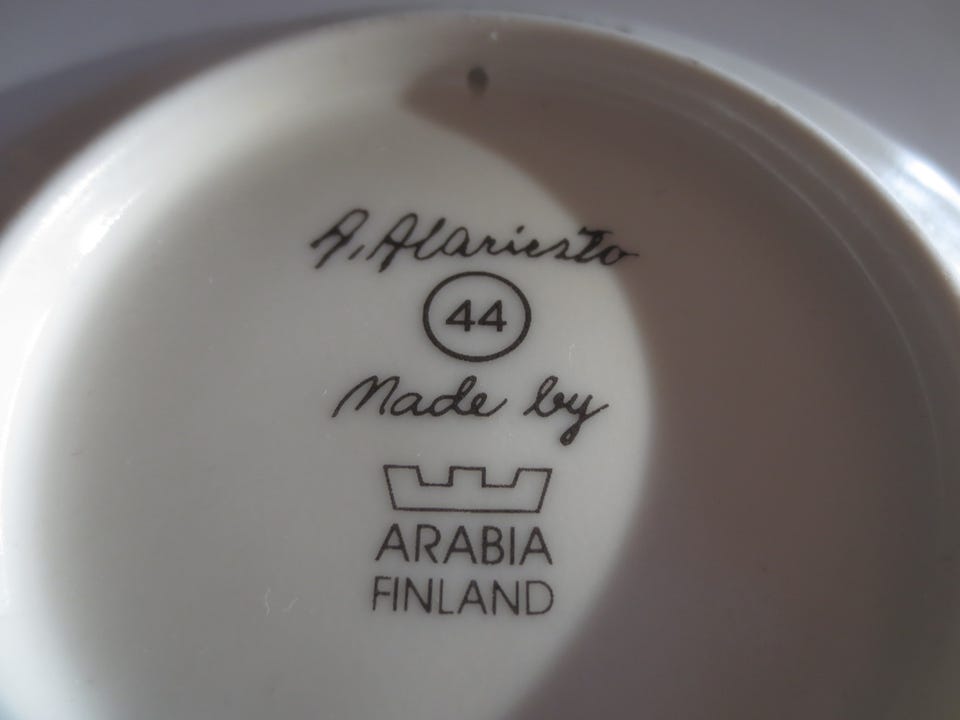 A. Alariesto
44
Made by
ARABIA
FINLAND